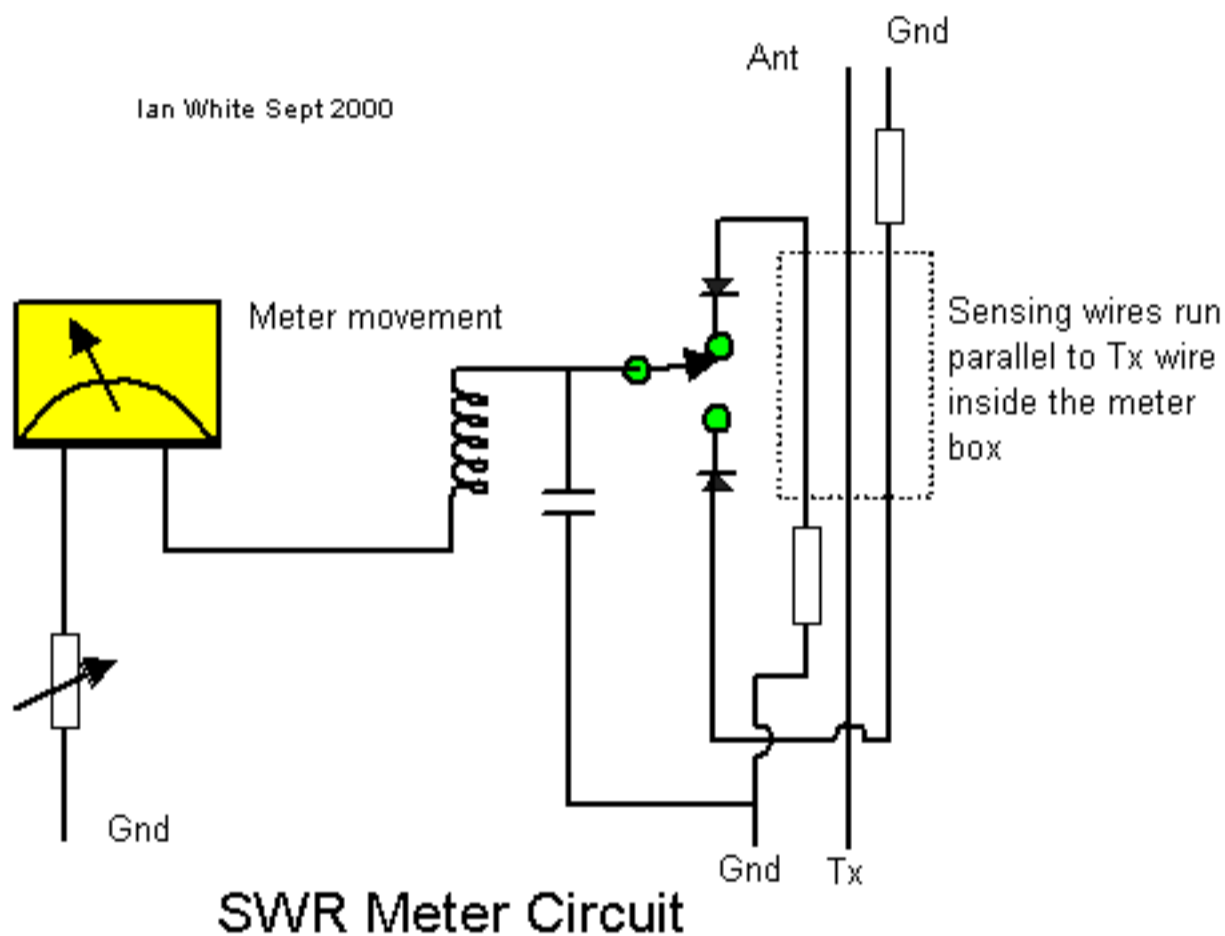 Gnd
Ant
Ian White Sept 2000
Meter movement
Sensing wires run
parallel to Tx wire
inside the meter
box
Gnd
Gnd
Tx
SWR Meter Circuit